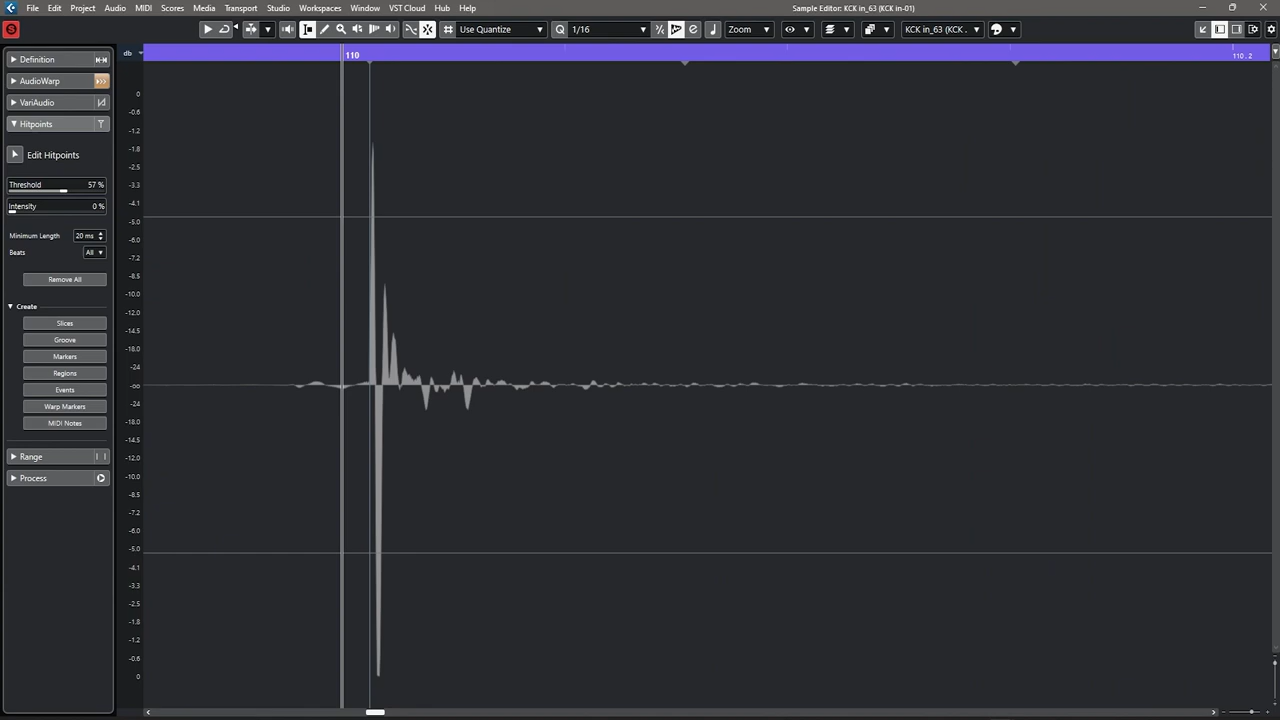 File Edit Project Audio MIDI Scores Media Transport Studio Workspaces Window VST Cloud Hub Help
Sample Editor: KCK in_63 (KCK in-01)
S Use Quantize Q 1/16 Zoom KCK in_63 (KCK .
Definition
AudioWarp
VariAudio
Hitpoints
Edit Hitpoints
Threshold 57 %
Intensity 0 %
Minimum Length 20 ms
Beats All
Remove All
Create
Slices
Groove
Markers
Regions
Events
Warp Markers
MIDI Notes
Range
Process
db
110
110. 2
0
-0.6
-1.2
-1.8
-2.5
-3.3
-4.1
-5.0
-6.0
-7.2
-8.5
-10.0
-12.0
-14.5
-18.0
-24
-oo
-24
-18.0
-14.5
-12.0
-10.0
-8.5
-7.2
-6.0
-5.0
-4.1
-3.3
-2.5
-1.8
-1.2
-0.6
0